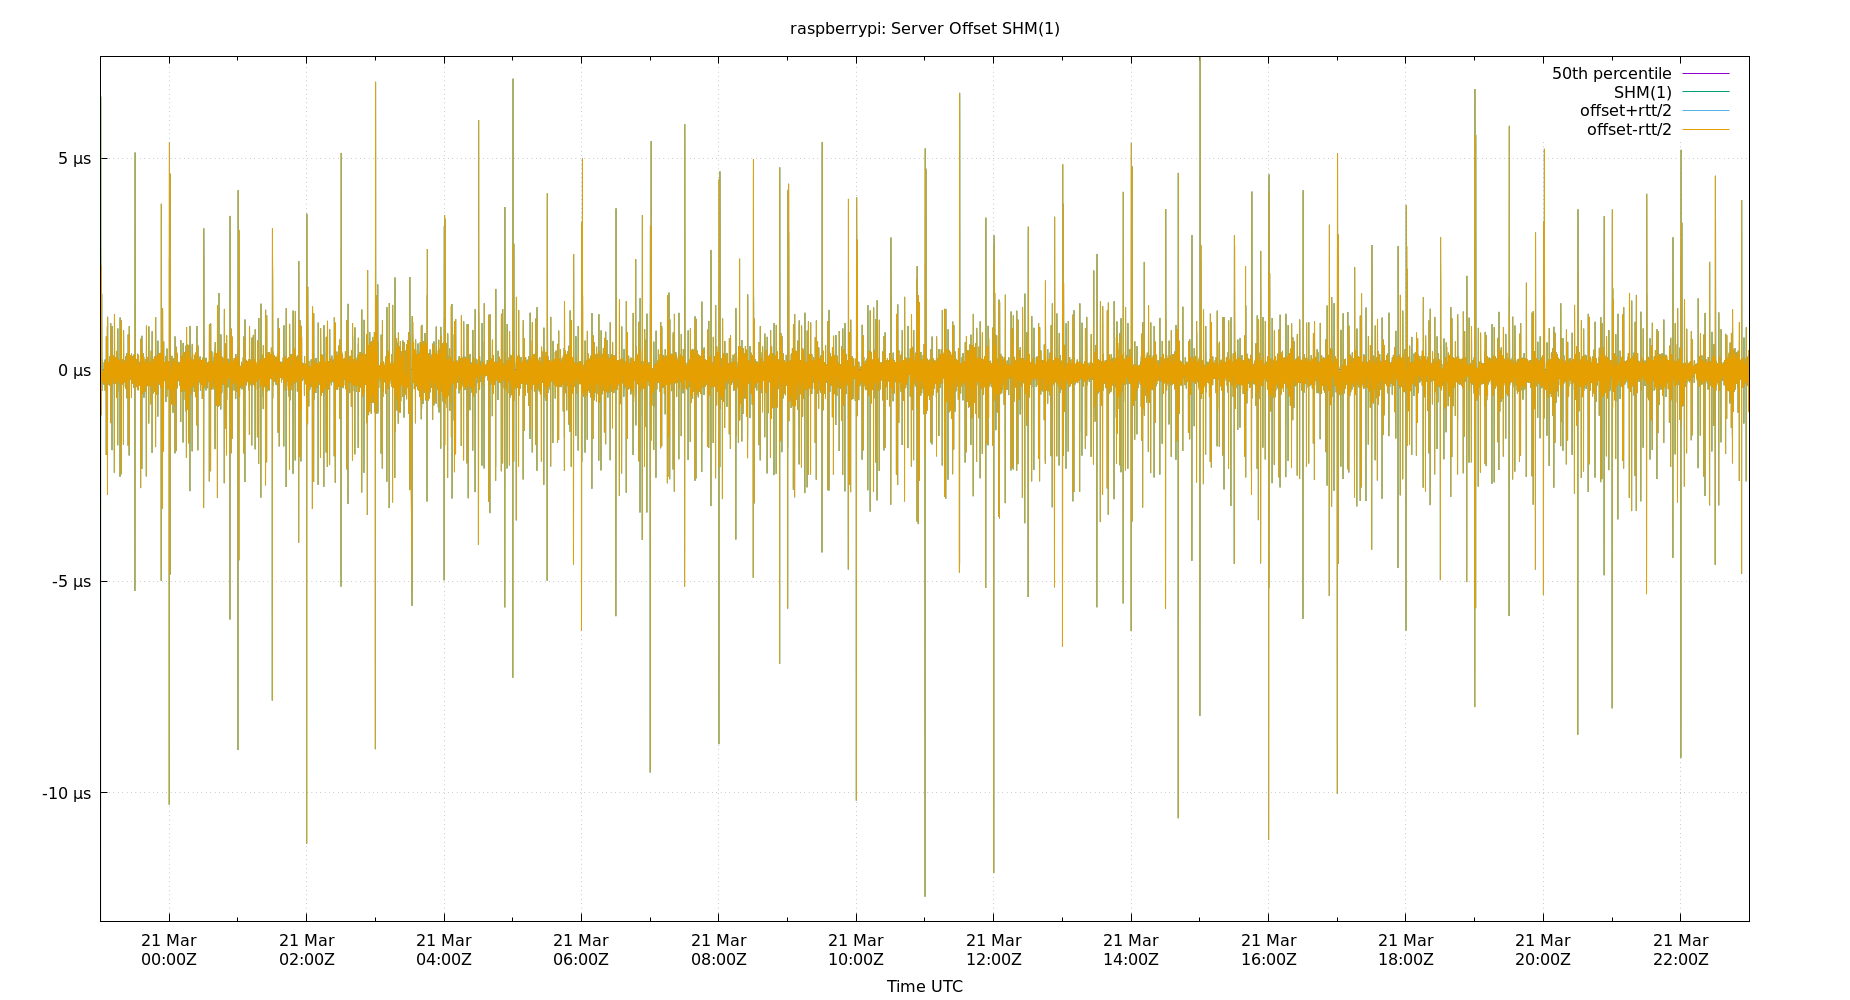 raspberrypi: Server Offset SHM(1)
50th percentile
SHM(1)
offset+rtt/2
offset-rtt/2
5 µs
0 µs
-5 µs
-10 µs
21 Mar 21 Mar 21 Mar 21 Mar 21 Mar 21 Mar 21 Mar 21 Mar 21 Mar 21 Mar 21 Mar 21 Mar
00:00Z 02:00Z 04:00Z 06:00Z 08:00Z 10:00Z 12:00Z 14:00Z 16:00Z 18:00Z 20:00Z 22:00Z
Time UTC